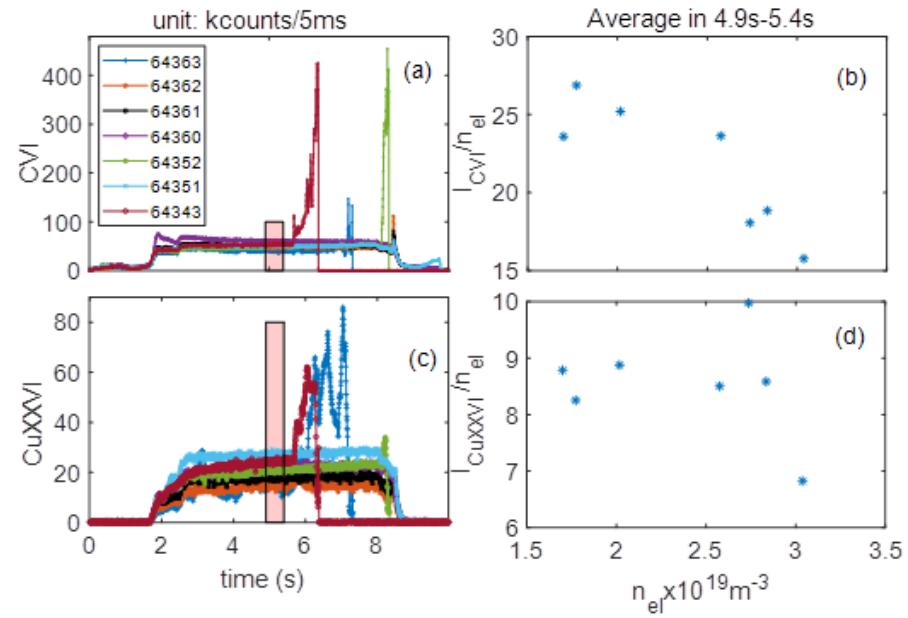 unit: kcounts/5ms
Average in 4.9s-5.4s
CVI
400
300
200
100
0
64363
64362
64361
64360
64352
64351
64343
(a)
I_CVI/n_el
30
25
20
15
(b)
CuXXVI
80
60
40
20
0
(c)
0 2 4 6 8
time (s)
I_CuXXVI/n_el
10
9
8
7
6
(d)
1.5 2 2.5 3 3.5
n_el x10^19 m^-3